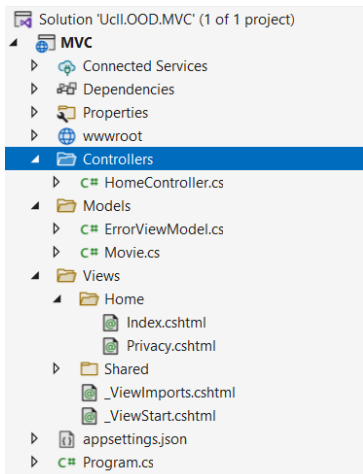 Solution 'Ucll.OOD.MVC' (1 of 1 project)
MVC
Connected Services
Dependencies
Properties
wwwroot
Controllers
C# HomeController.cs
Models
C# ErrorViewModel.cs
C# Movie.cs
Views
Home
Index.cshtml
Privacy.cshtml
Shared
_ViewImports.cshtml
_ViewStart.cshtml
appsettings.json
C# Program.cs